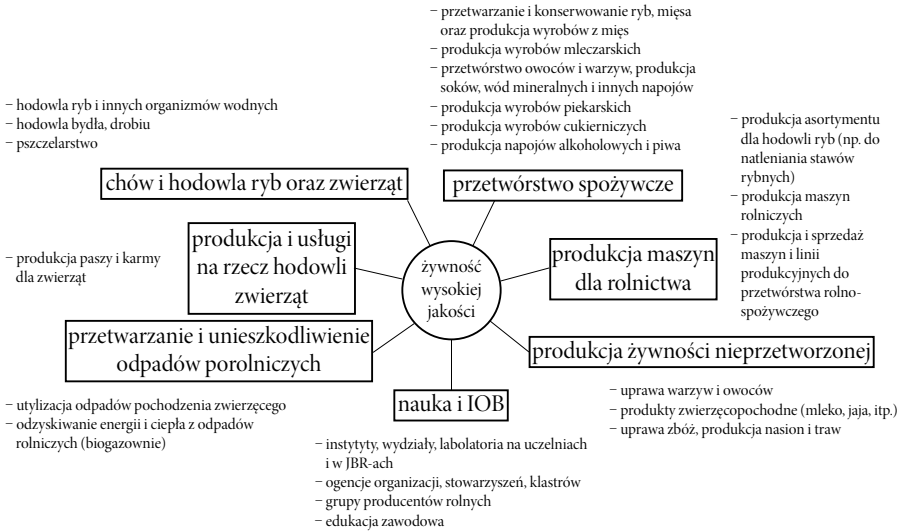 − przetwarzanie i konserwowanie ryb, mięsa
oraz produkcja wyrobów z mięs
− produkcja wyrobów mleczarskich
− przetwórstwo owoców i warzyw, produkcja
soków, wód mineralnych i innych napojów
− produkcja wyrobów piekarskich
− produkcja wyrobów cukierniczych
− produkcja napojów alkoholowych i piwa
− hodowla ryb i innych organizmów wodnych
− hodowla bydła, drobiu
− pszczelarstwo
− produkcja asortymentu
dla hodowli ryb (np. do
natleniania stawów
rybnych)
− produkcja maszyn
rolniczych
− produkcja i sprzedaż
maszyn i linii
produkcyjnych do
przetwórstwa rolno-
spożywczego
chów i hodowla ryb oraz zwierząt
przetwórstwo spożywcze
produkcja i usługi
na rzecz hodowli
zwierząt
− produkcja paszy i karmy
dla zwierząt
żywność
wysokiej
jakości
produkcja maszyn
dla rolnictwa
przetwarzanie i unieszkodliwienie
odpadów porolniczych
produkcja żywności nieprzetworzonej
nauka i IOB
− utylizacja odpadów pochodzenia zwierzęcego
− odzyskiwanie energii i ciepła z odpadów
rolniczych (biogazownie)
− uprawa warzyw i owoców
− produkty zwierzęcopochodne (mleko, jaja, itp.)
− uprawa zbóż, produkcja nasion i traw
− instytyty, wydziały, labolatoria na uczelniach
i w JBR-ach
− ogencje organizacji, stowarzyszeń, klastrów
− grupy producentów rolnych
− edukacja zawodowa